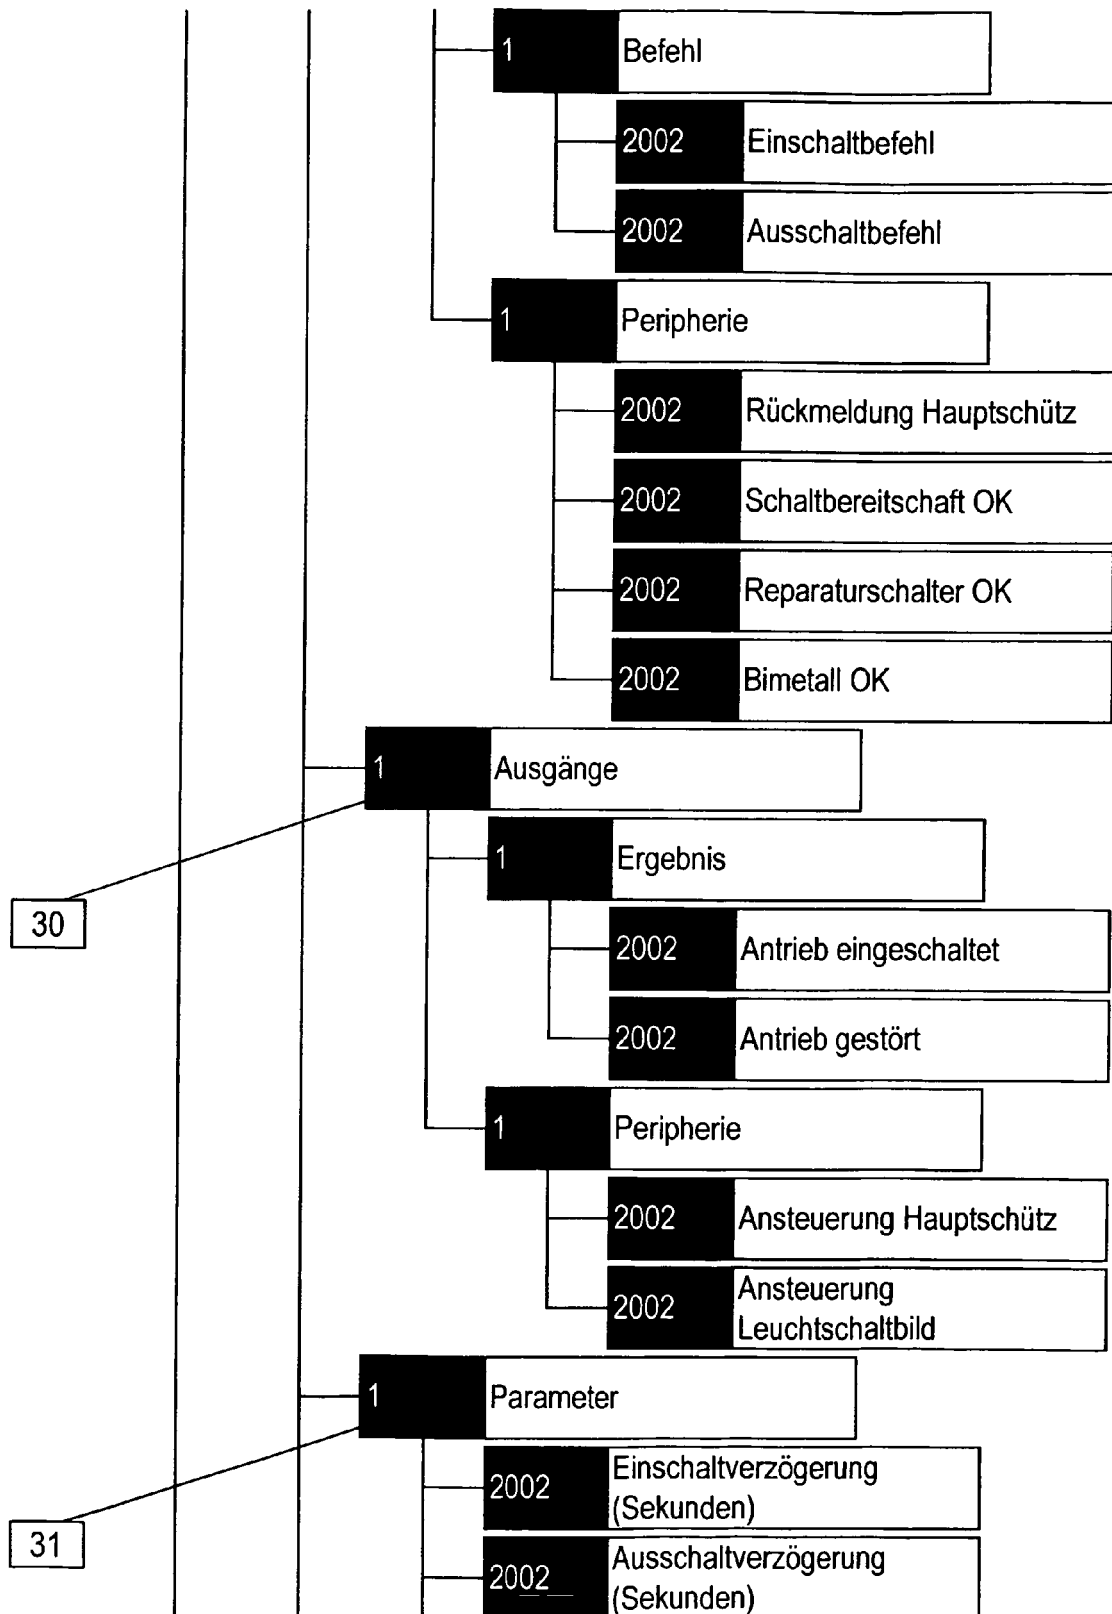 1 Befehl
2002 Einschaltbefehl
2002 Ausschaltbefehl
1 Peripherie
2002 Rückmeldung Hauptschütz
2002 Schaltbereitschaft OK
2002 Reparaturschalter OK
2002 Bimetall OK
1 Ausgänge
1 Ergebnis
30
2002 Antrieb eingeschaltet
2002 Antrieb gestört
1 Peripherie
2002 Ansteuerung Hauptschütz
2002 Ansteuerung
Leuchtschaltbild
1 Parameter
2002 Einschaltverzögerung
(Sekunden)
31
2002 Ausschaltverzögerung
(Sekunden)